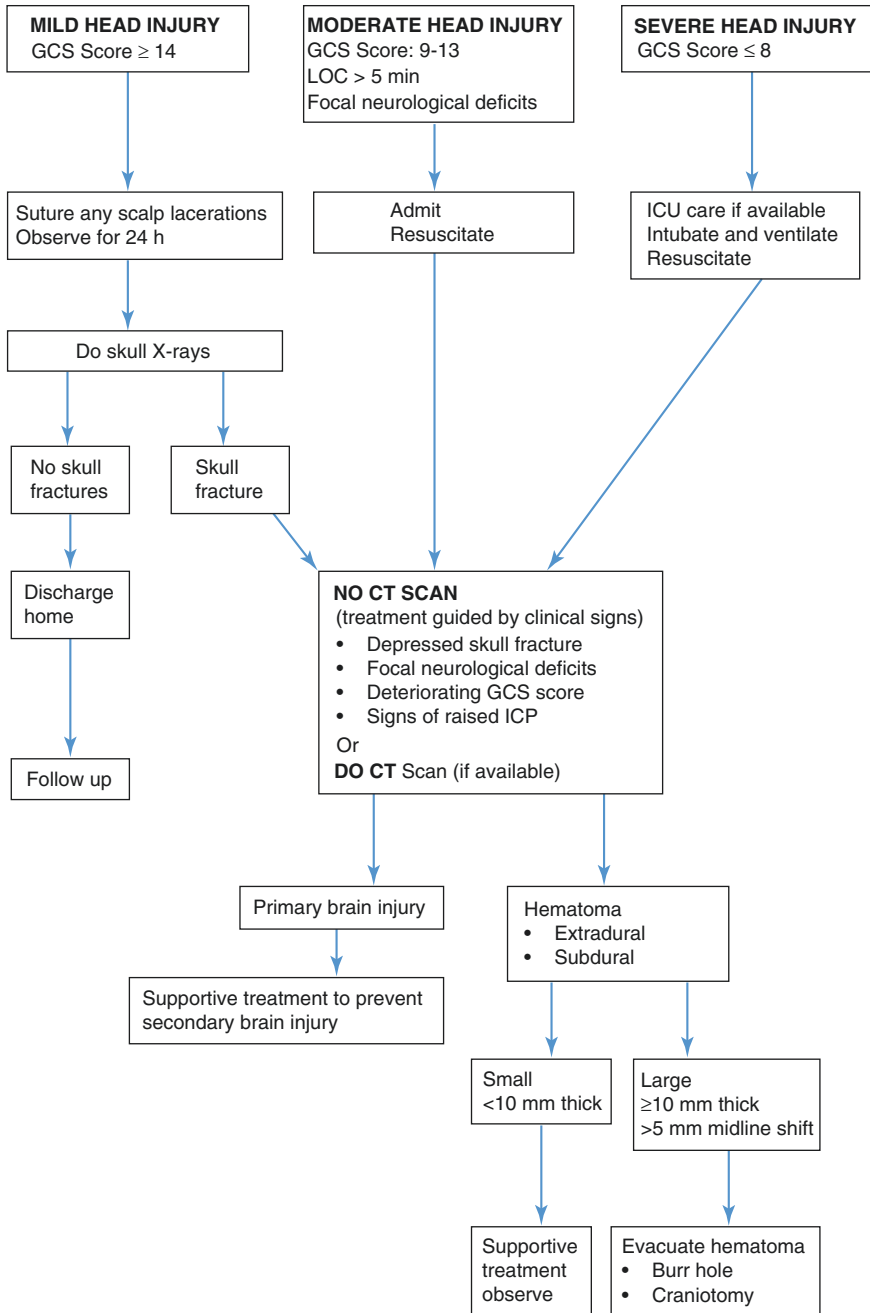 MILD HEAD INJURY
GCS Score ≥ 14
MODERATE HEAD INJURY
GCS Score: 9-13
LOC > 5 min
Focal neurological deficits
SEVERE HEAD INJURY
GCS Score ≤ 8
Suture any scalp lacerations
Observe for 24 h
Admit
Resuscitate
ICU care if available
Intubate and ventilate
Resuscitate
Do skull X-rays
No skull
fractures
Skull
fracture
Discharge
home
Follow up
NO CT SCAN
(treatment guided by clinical signs)
• Depressed skull fracture
• Focal neurological deficits
• Deteriorating GCS score
• Signs of raised ICP
Or
DO CT Scan (if available)
Primary brain injury
Supportive treatment to prevent
secondary brain injury
Hematoma
• Extradural
• Subdural
Small
<10 mm thick
Large
≥10 mm thick
>5 mm midline shift
Supportive
treatment
observe
Evacuate hematoma
• Burr hole
• Craniotomy